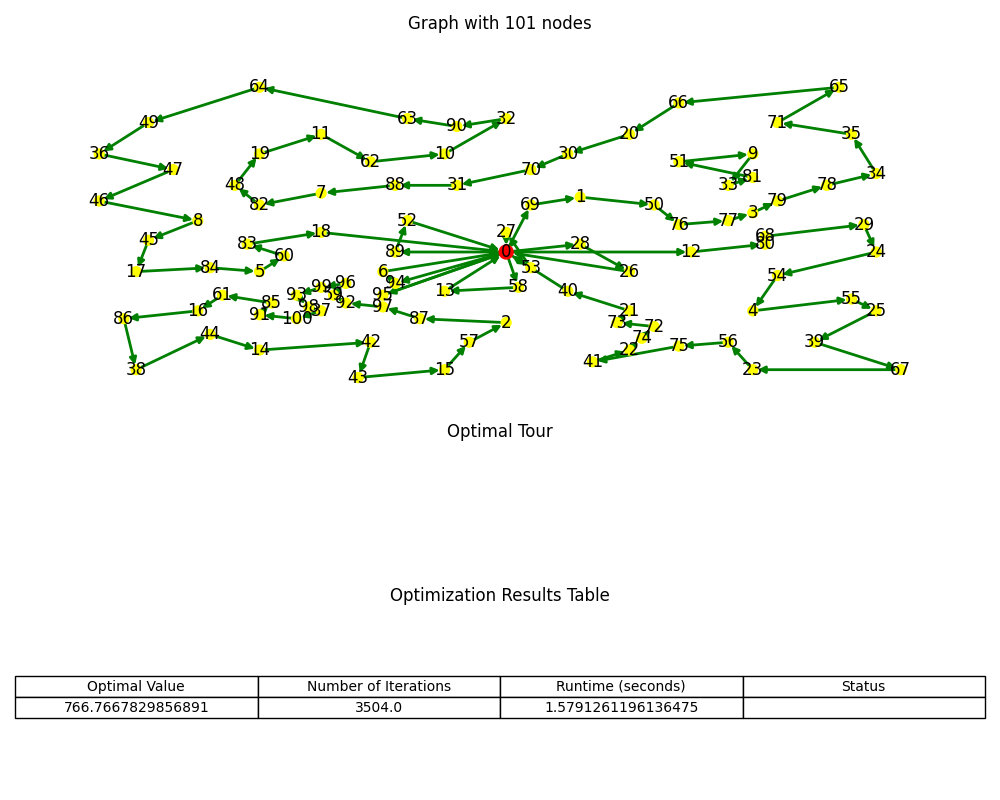 Graph with 101 nodes
64 65
66
49 63 90 32 71
11 20 35
36 19 62 10 30 51 9
47 70 34
48 7 88 31 33 81 78
46 82 69 1 50 79
8 52 76 77 3
45 83 18 27 28 68 29
5 60 89 0 12 80 24
17 84 6 53 26 54
99 96 94 13 58 40
61 93 59 95 4 55
16 85 98 92 97 21 25
86 91 100 37 87 2 73 72
44 42 57 74 56 39
14 22 75
38 43 15 41 23 67
Optimal Tour
Optimization Results Table
Optimal Value Number of Iterations Runtime (seconds) Status
766.7667829856891 3504.0 1.5791261196136475